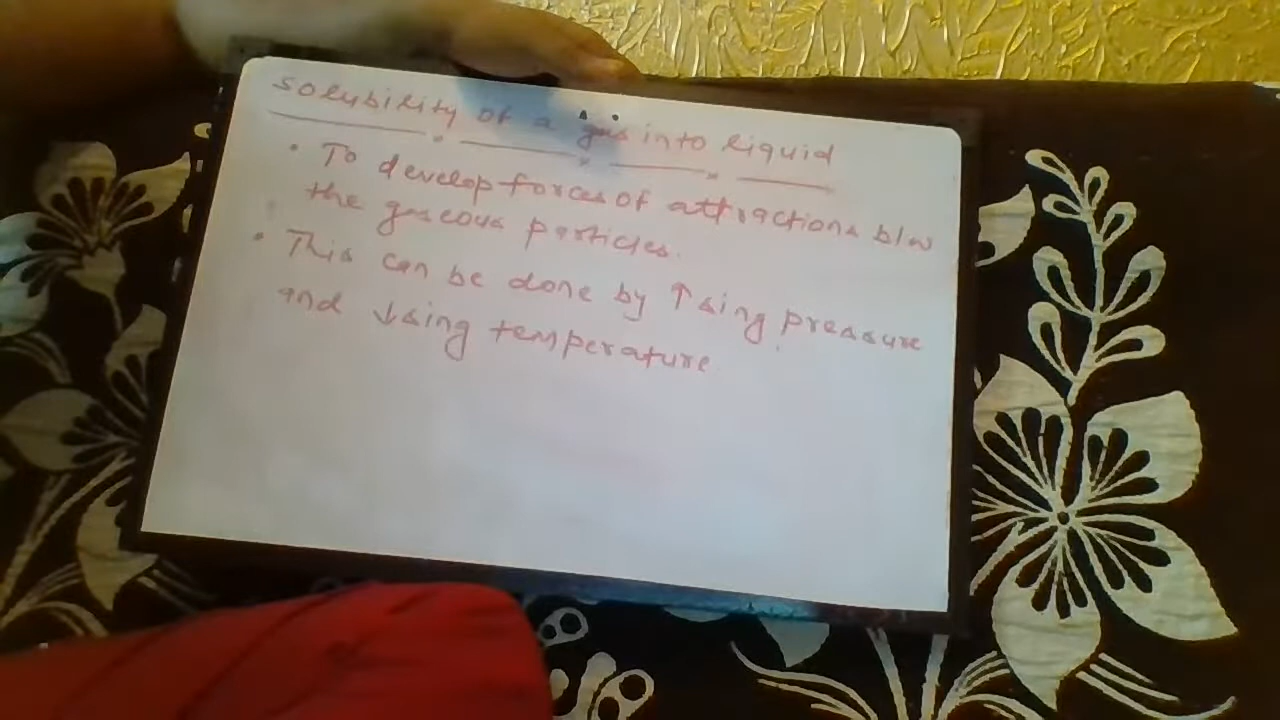 Solubility of a gas into liquid
• To develop forces of attractions b/w
the gaseous particles.
• This can be done by ↑sing pressure
and ↓sing temperature